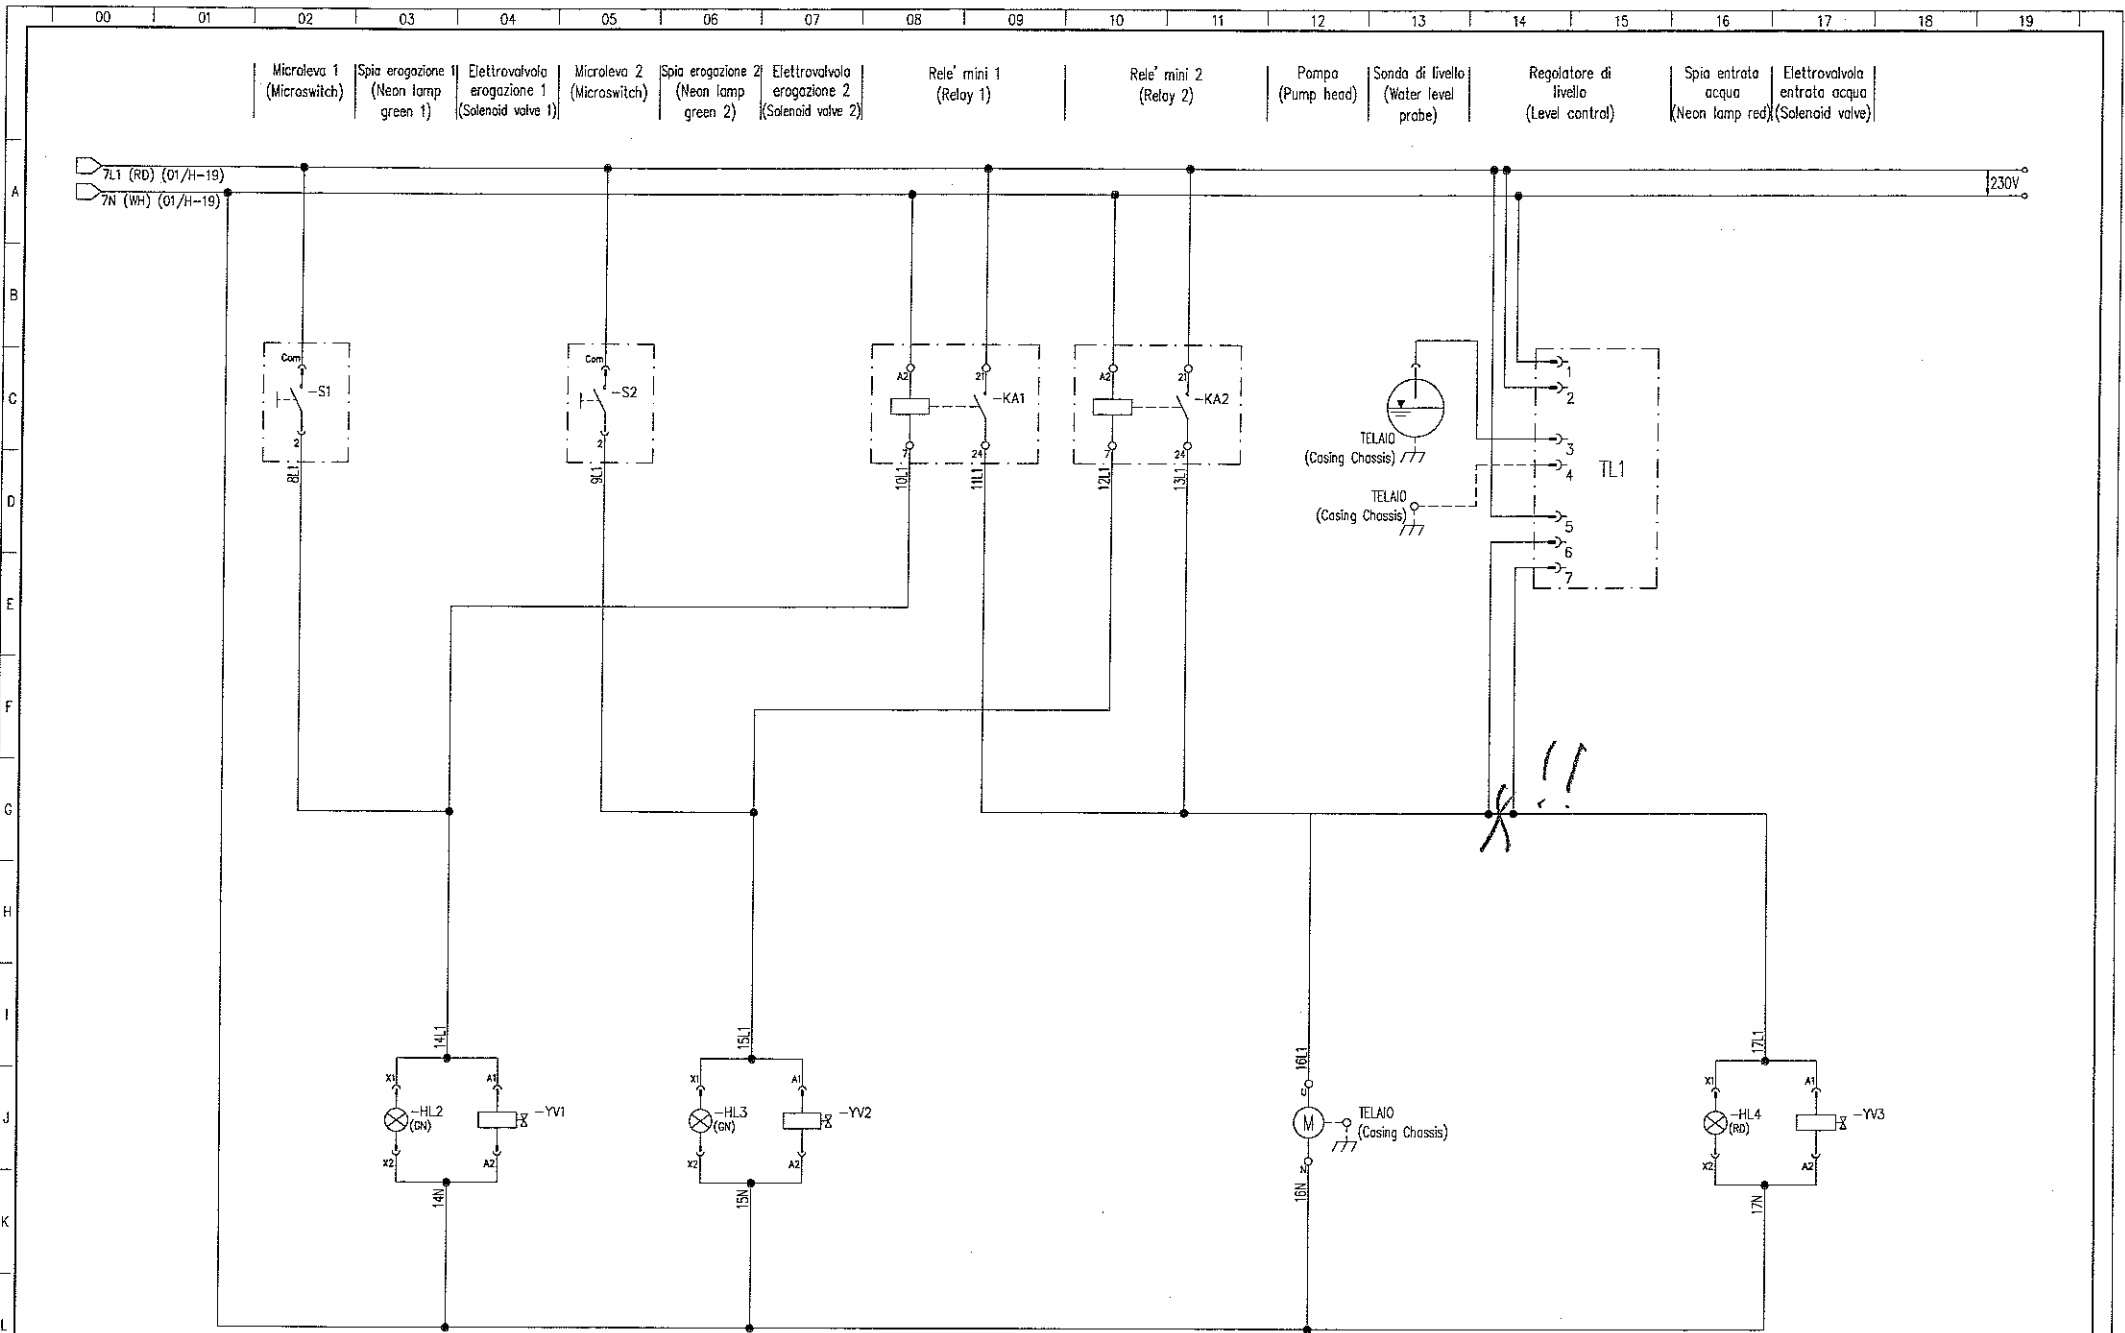 00 01 02 03 04 05 06 07 08 09 10 11 12 13 14 15 16 17 18 19
Microleva 1
(Microswitch)
Spia erogazione 1
(Neon lamp
green 1)
Elettrovalvola
erogazione 1
(Solenoid valve 1)
Microleva 2
(Microswitch)
Spia erogazione 2
(Neon lamp
green 2)
Elettrovalvola
erogazione 2
(Solenoid valve 2)
Rele' mini 1
(Relay 1)
Rele' mini 2
(Relay 2)
Pompa
(Pump head)
Sonda di livello
(Water level
probe)
Regolatore di
livello
(Level control)
Spia entrata
acqua
(Neon lamp red)
Elettrovalvola
entrata acqua
(Solenoid valve)
7L1 (RD) (01/H-19)
A
7N (WH) (01/H-19)
230V
B
Com
Com
A2
21
A2
21
1
C
-S1
-S2
-KA1
-KA2
2
2
2
7
24
7
24
TELAIO
(Casing Chassis)
3
4
TL1
8L1
9L1
10L1
11L1
12L1
13L1
D
TELAIO
(Casing Chassis)
5
6
7
E
F
!!
G
H
I
14L1
15L1
16L1
17L1
X1
A1
X1
A1
U
X1
A1
J
-HL2
(GN)
-YV1
-HL3
(GN)
-YV2
M
TELAIO
(Casing Chassis)
-HL4
(RD)
-YV3
X2
A2
X2
A2
N
X2
A2
14N
15N
16N
17N
K
L